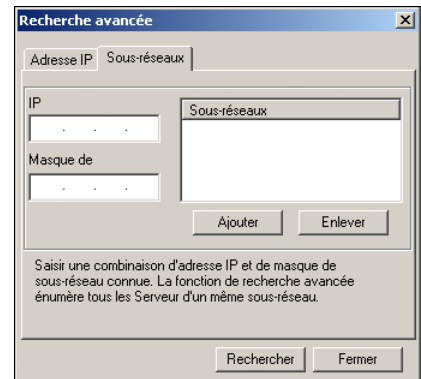 Recherche avancée
Adresse IP
Sous-réseaux
IP
Sous-réseaux
. . .
Masque de
. . .
Ajouter
Enlever
Saisir une combinaison d'adresse IP et de masque de
sous-réseau connue. La fonction de recherche avancée
énumère tous les Serveur d'un même sous-réseau.
Rechercher
Fermer